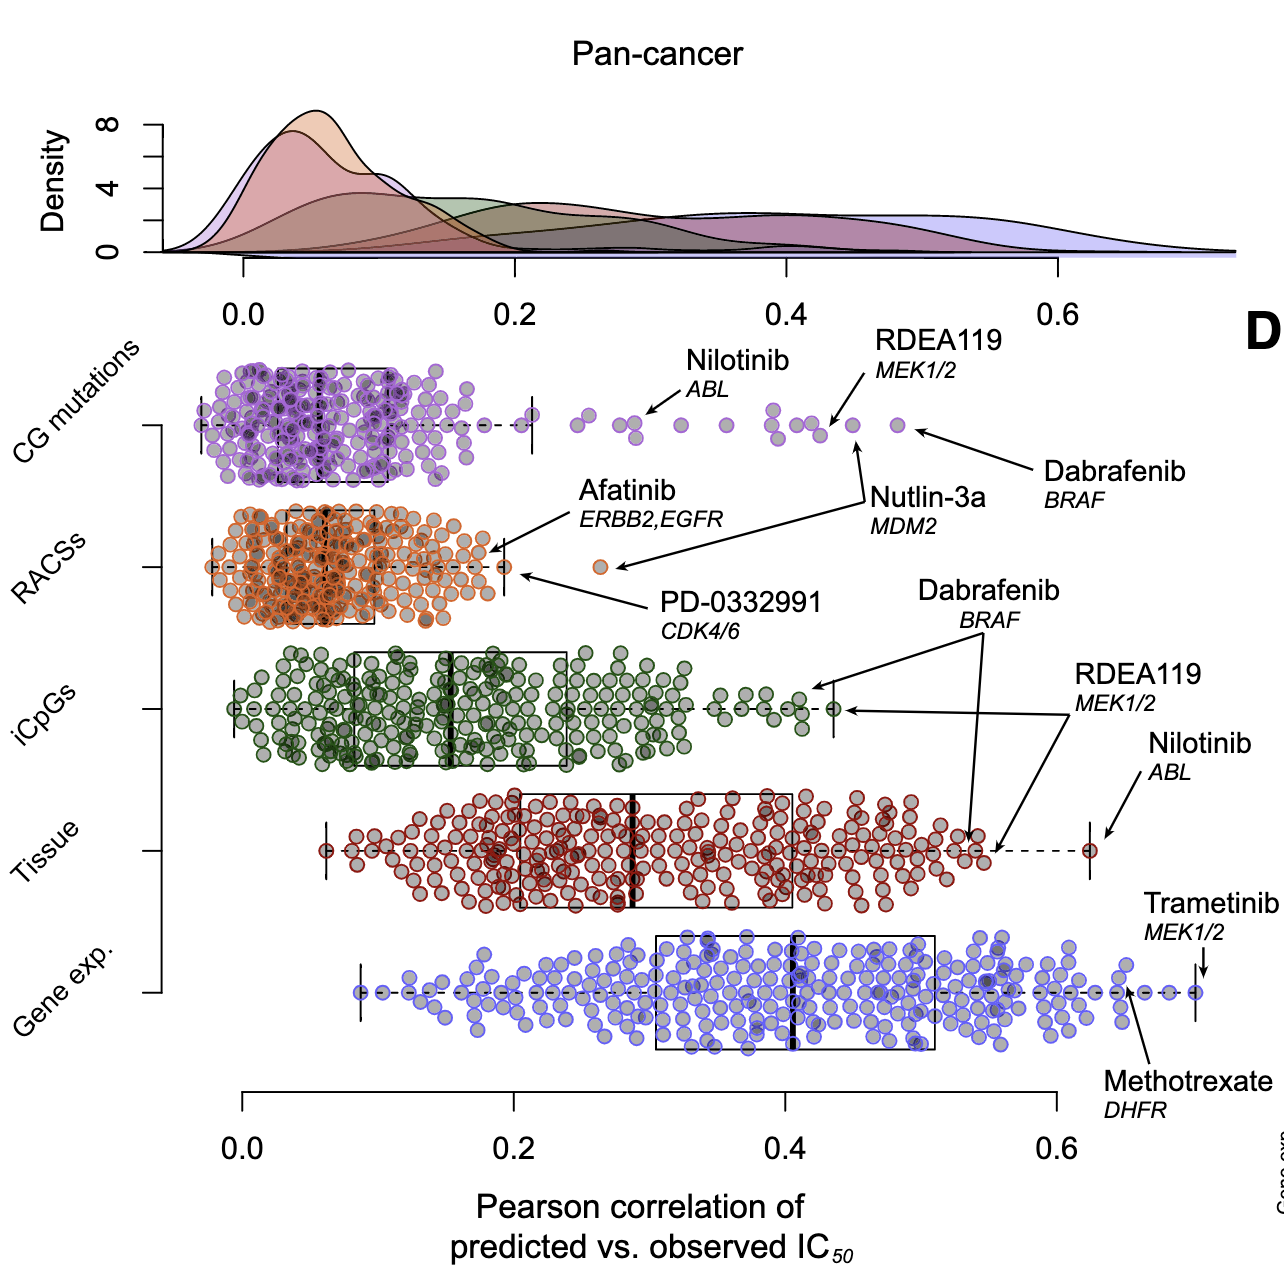 Pan-cancer
Density
8
4
0
0.0 0.2 0.4 0.6
D
CG mutations
RACSs
iCpGs
Tissue
Gene exp.
Nilotinib
ABL
RDEA119
MEK1/2
Dabrafenib
BRAF
Afatinib
ERBB2,EGFR
Nutlin-3a
MDM2
PD-0332991
CDK4/6
Dabrafenib
BRAF
RDEA119
MEK1/2
Nilotinib
ABL
Trametinib
MEK1/2
Methotrexate
DHFR
0.0 0.2 0.4 0.6
Pearson correlation of
predicted vs. observed IC50